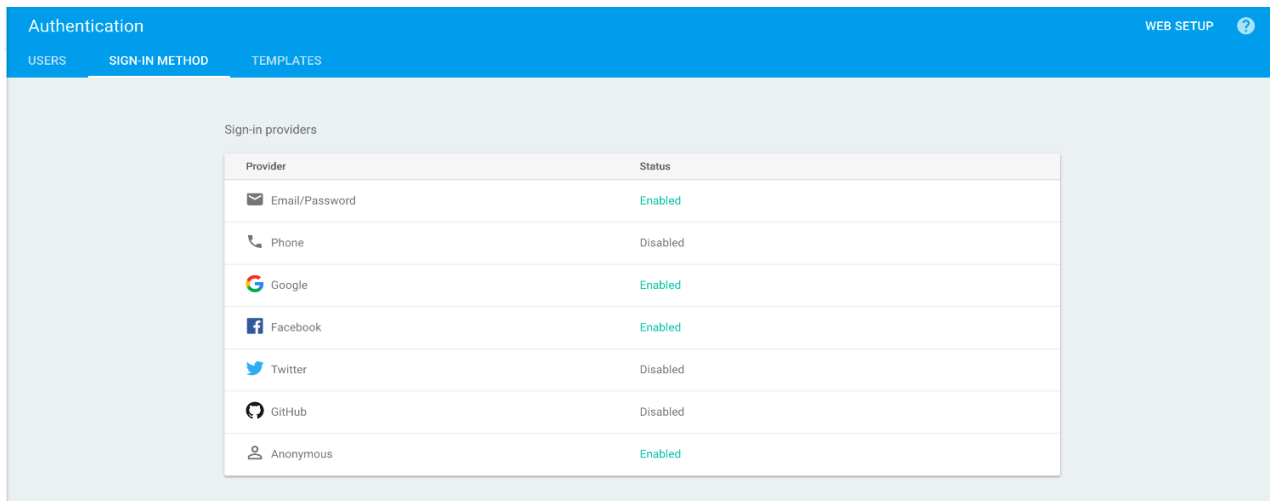 Authentication WEB SETUP ?
USERS SIGN-IN METHOD TEMPLATES
Sign-in providers
Provider Status
Email/Password Enabled
Phone Disabled
Google Enabled
Facebook Enabled
Twitter Disabled
GitHub Disabled
Anonymous Enabled